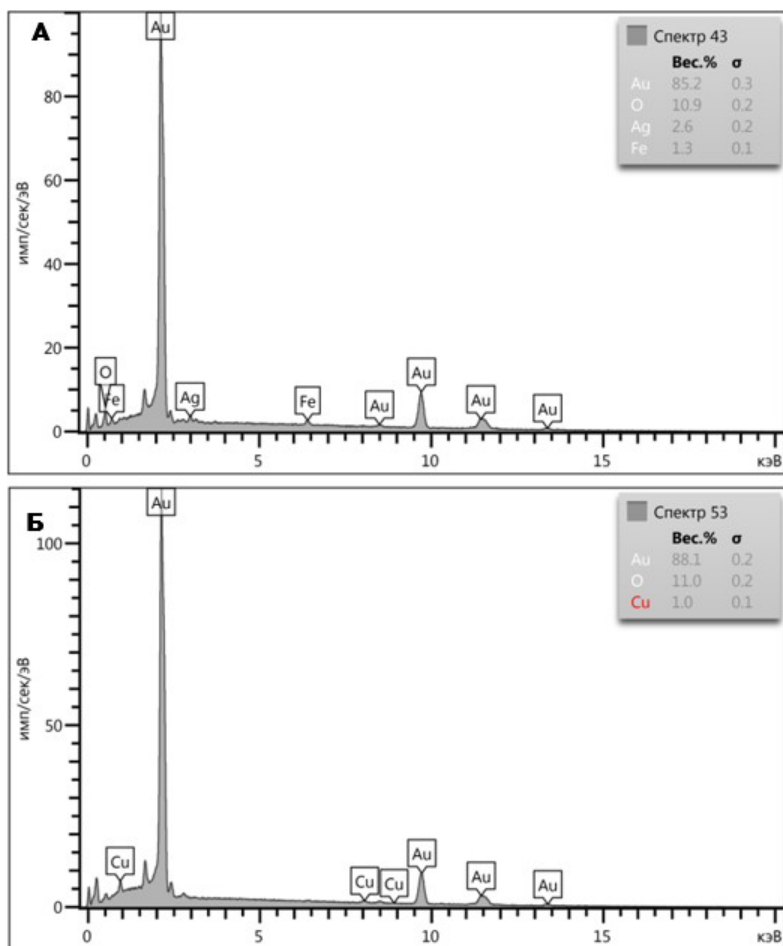 А
Au
Спектр 43
Вес.% σ
Au 85.2 0.3
O 10.9 0.2
Ag 2.6 0.2
Fe 1.3 0.1
имп/сек/эВ
80
60
40
20
0
O
Fe
Ag
Fe
Au
Au
Au
Au
0 5 10 15 кэВ
Б
Au
Спектр 53
Вес.% σ
Au 88.1 0.2
O 11.0 0.2
Cu 1.0 0.1
имп/сек/эВ
100
50
0
Cu
Cu
Cu
Au
Au
Au
0 5 10 15 кэВ